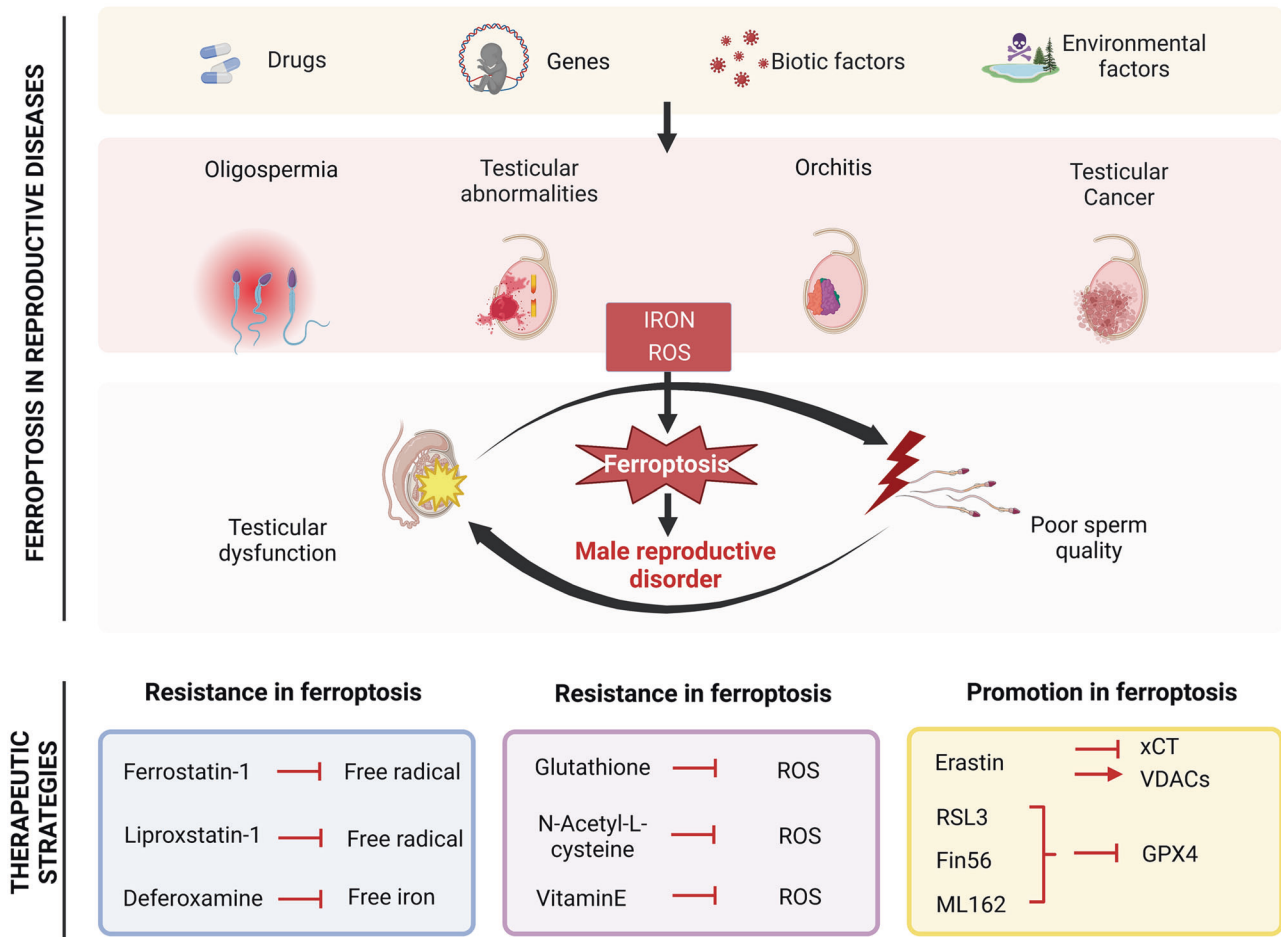 FERROPTOSIS IN REPRODUCTIVE DISEASES
Drugs
Genes
Biotic factors
Environmental
factors
Oligospermia
Testicular
abnormalities
Orchitis
Testicular
Cancer
IRON
ROS
Ferroptosis
Testicular
dysfunction
Male reproductive
disorder
Poor sperm
quality
THERAPEUTIC
STRATEGIES
Resistance in ferroptosis
Ferrostatin-1
Free radical
Liproxstatin-1
Free radical
Deferoxamine
Free iron
Resistance in ferroptosis
Glutathione
ROS
N-Acetyl-L-
cysteine
ROS
VitaminE
ROS
Promotion in ferroptosis
Erastin
xCT
VDACs
RSL3
Fin56
ML162
GPX4